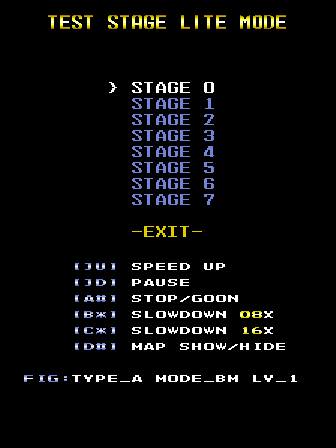 TEST STAGE LITE MODE
> STAGE 0
STAGE 1
STAGE 2
STAGE 3
STAGE 4
STAGE 5
STAGE 6
STAGE 7
-EXIT-
[JU] SPEED UP
[JD] PAUSE
[A#] STOP/GOON
[B*] SLOWDOWN 08X
[C*] SLOWDOWN 16X
[D#] MAP SHOW/HIDE
FIG:TYPE_A MODE_BM LV_1